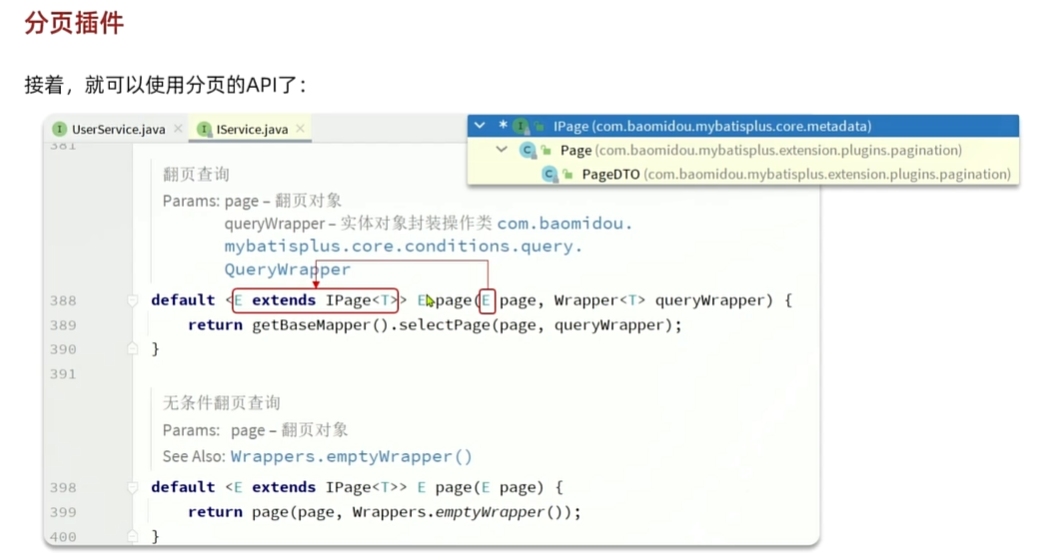 分页插件
接着，就可以使用分页的API了：
UserService.java
IService.java
IPage (com.baomidou.mybatisplus.core.metadata)
Page (com.baomidou.mybatisplus.extension.plugins.pagination)
PageDTO (com.baomidou.mybatisplus.extension.plugins.pagination)
381
翻页查询
Params: page – 翻页对象
queryWrapper – 实体对象封装操作类 com.baomidou.
mybatisplus.core.conditions.query.
QueryWrapper
388 default <E extends IPage<T>> E page(E page, Wrapper<T> queryWrapper) {
389 return getBaseMapper().selectPage(page, queryWrapper);
390 }
391
无条件翻页查询
Params: page – 翻页对象
See Also: Wrappers.emptyWrapper()
398 default <E extends IPage<T>> E page(E page) {
399 return page(page, Wrappers.emptyWrapper());
400 }